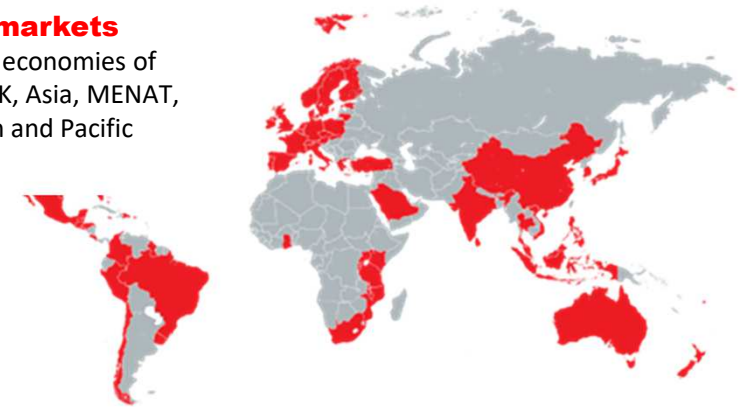 markets
economies of
K, Asia, MENAT,
and Pacific